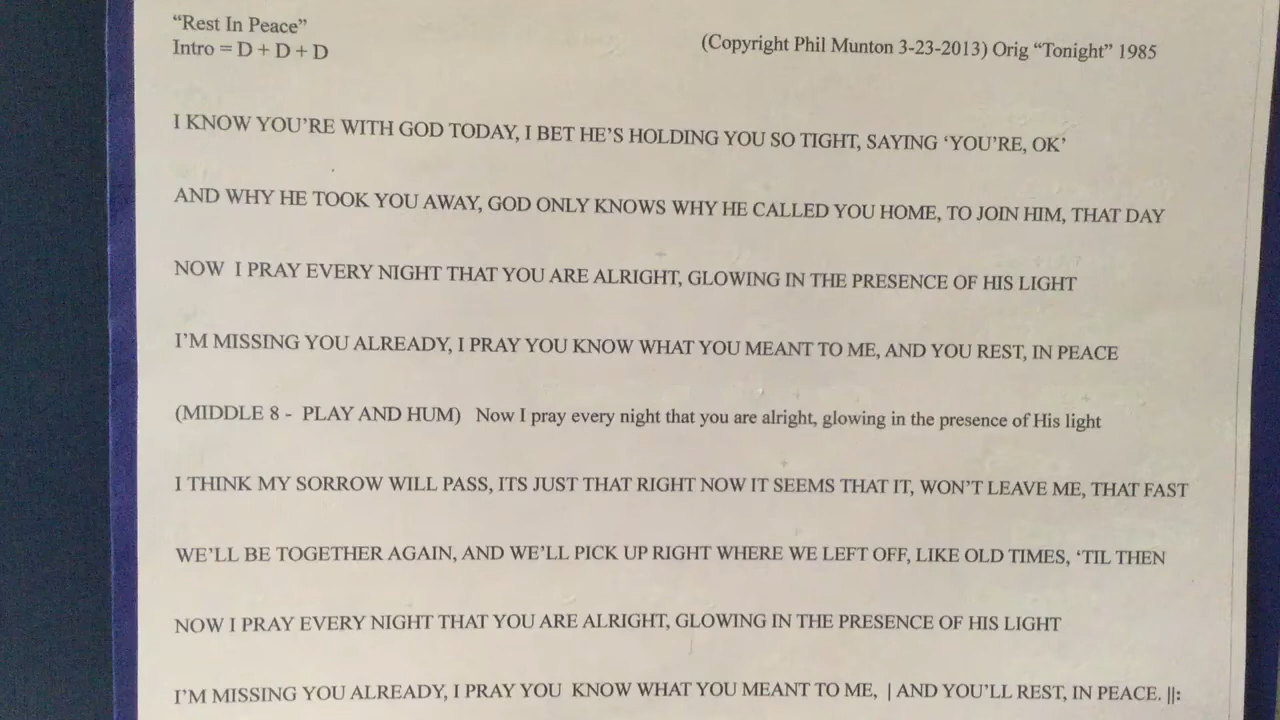 “Rest In Peace”
Intro = D + D + D
(Copyright Phil Munton 3-23-2013) Orig “Tonight” 1985
I KNOW YOU’RE WITH GOD TODAY, I BET HE’S HOLDING YOU SO TIGHT, SAYING ‘YOU’RE, OK’
AND WHY HE TOOK YOU AWAY, GOD ONLY KNOWS WHY HE CALLED YOU HOME, TO JOIN HIM, THAT DAY
NOW  I PRAY EVERY NIGHT THAT YOU ARE ALRIGHT, GLOWING IN THE PRESENCE OF HIS LIGHT
I’M MISSING YOU ALREADY, I PRAY YOU KNOW WHAT YOU MEANT TO ME, AND YOU REST, IN PEACE
(MIDDLE 8 -  PLAY AND HUM)   Now I pray every night that you are alright, glowing in the presence of His light
I THINK MY SORROW WILL PASS, ITS JUST THAT RIGHT NOW IT SEEMS THAT IT, WON’T LEAVE ME, THAT FAST
WE’LL BE TOGETHER AGAIN, AND WE’LL PICK UP RIGHT WHERE WE LEFT OFF, LIKE OLD TIMES, ‘TIL THEN
NOW I PRAY EVERY NIGHT THAT YOU ARE ALRIGHT, GLOWING IN THE PRESENCE OF HIS LIGHT
I’M MISSING YOU ALREADY, I PRAY YOU  KNOW WHAT YOU MEANT TO ME,  | AND YOU’LL REST, IN PEACE. ||: